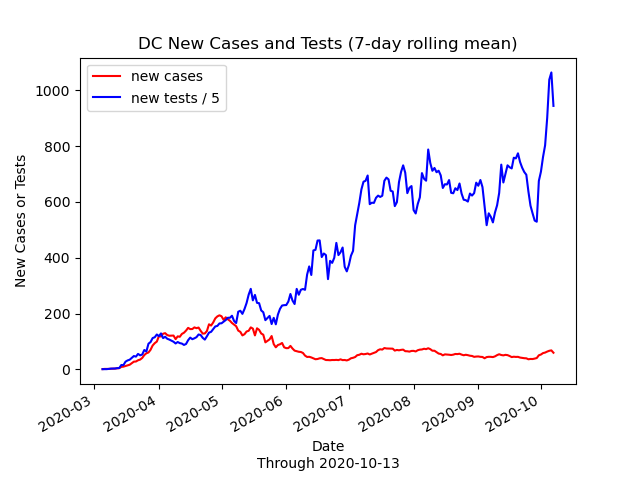 DC New Cases and Tests (7-day rolling mean)
new cases
new tests / 5
New Cases or Tests
1000
800
600
400
200
0
2020-03
2020-04
2020-05
2020-06
2020-07
2020-08
2020-09
2020-10
Date
Through 2020-10-13